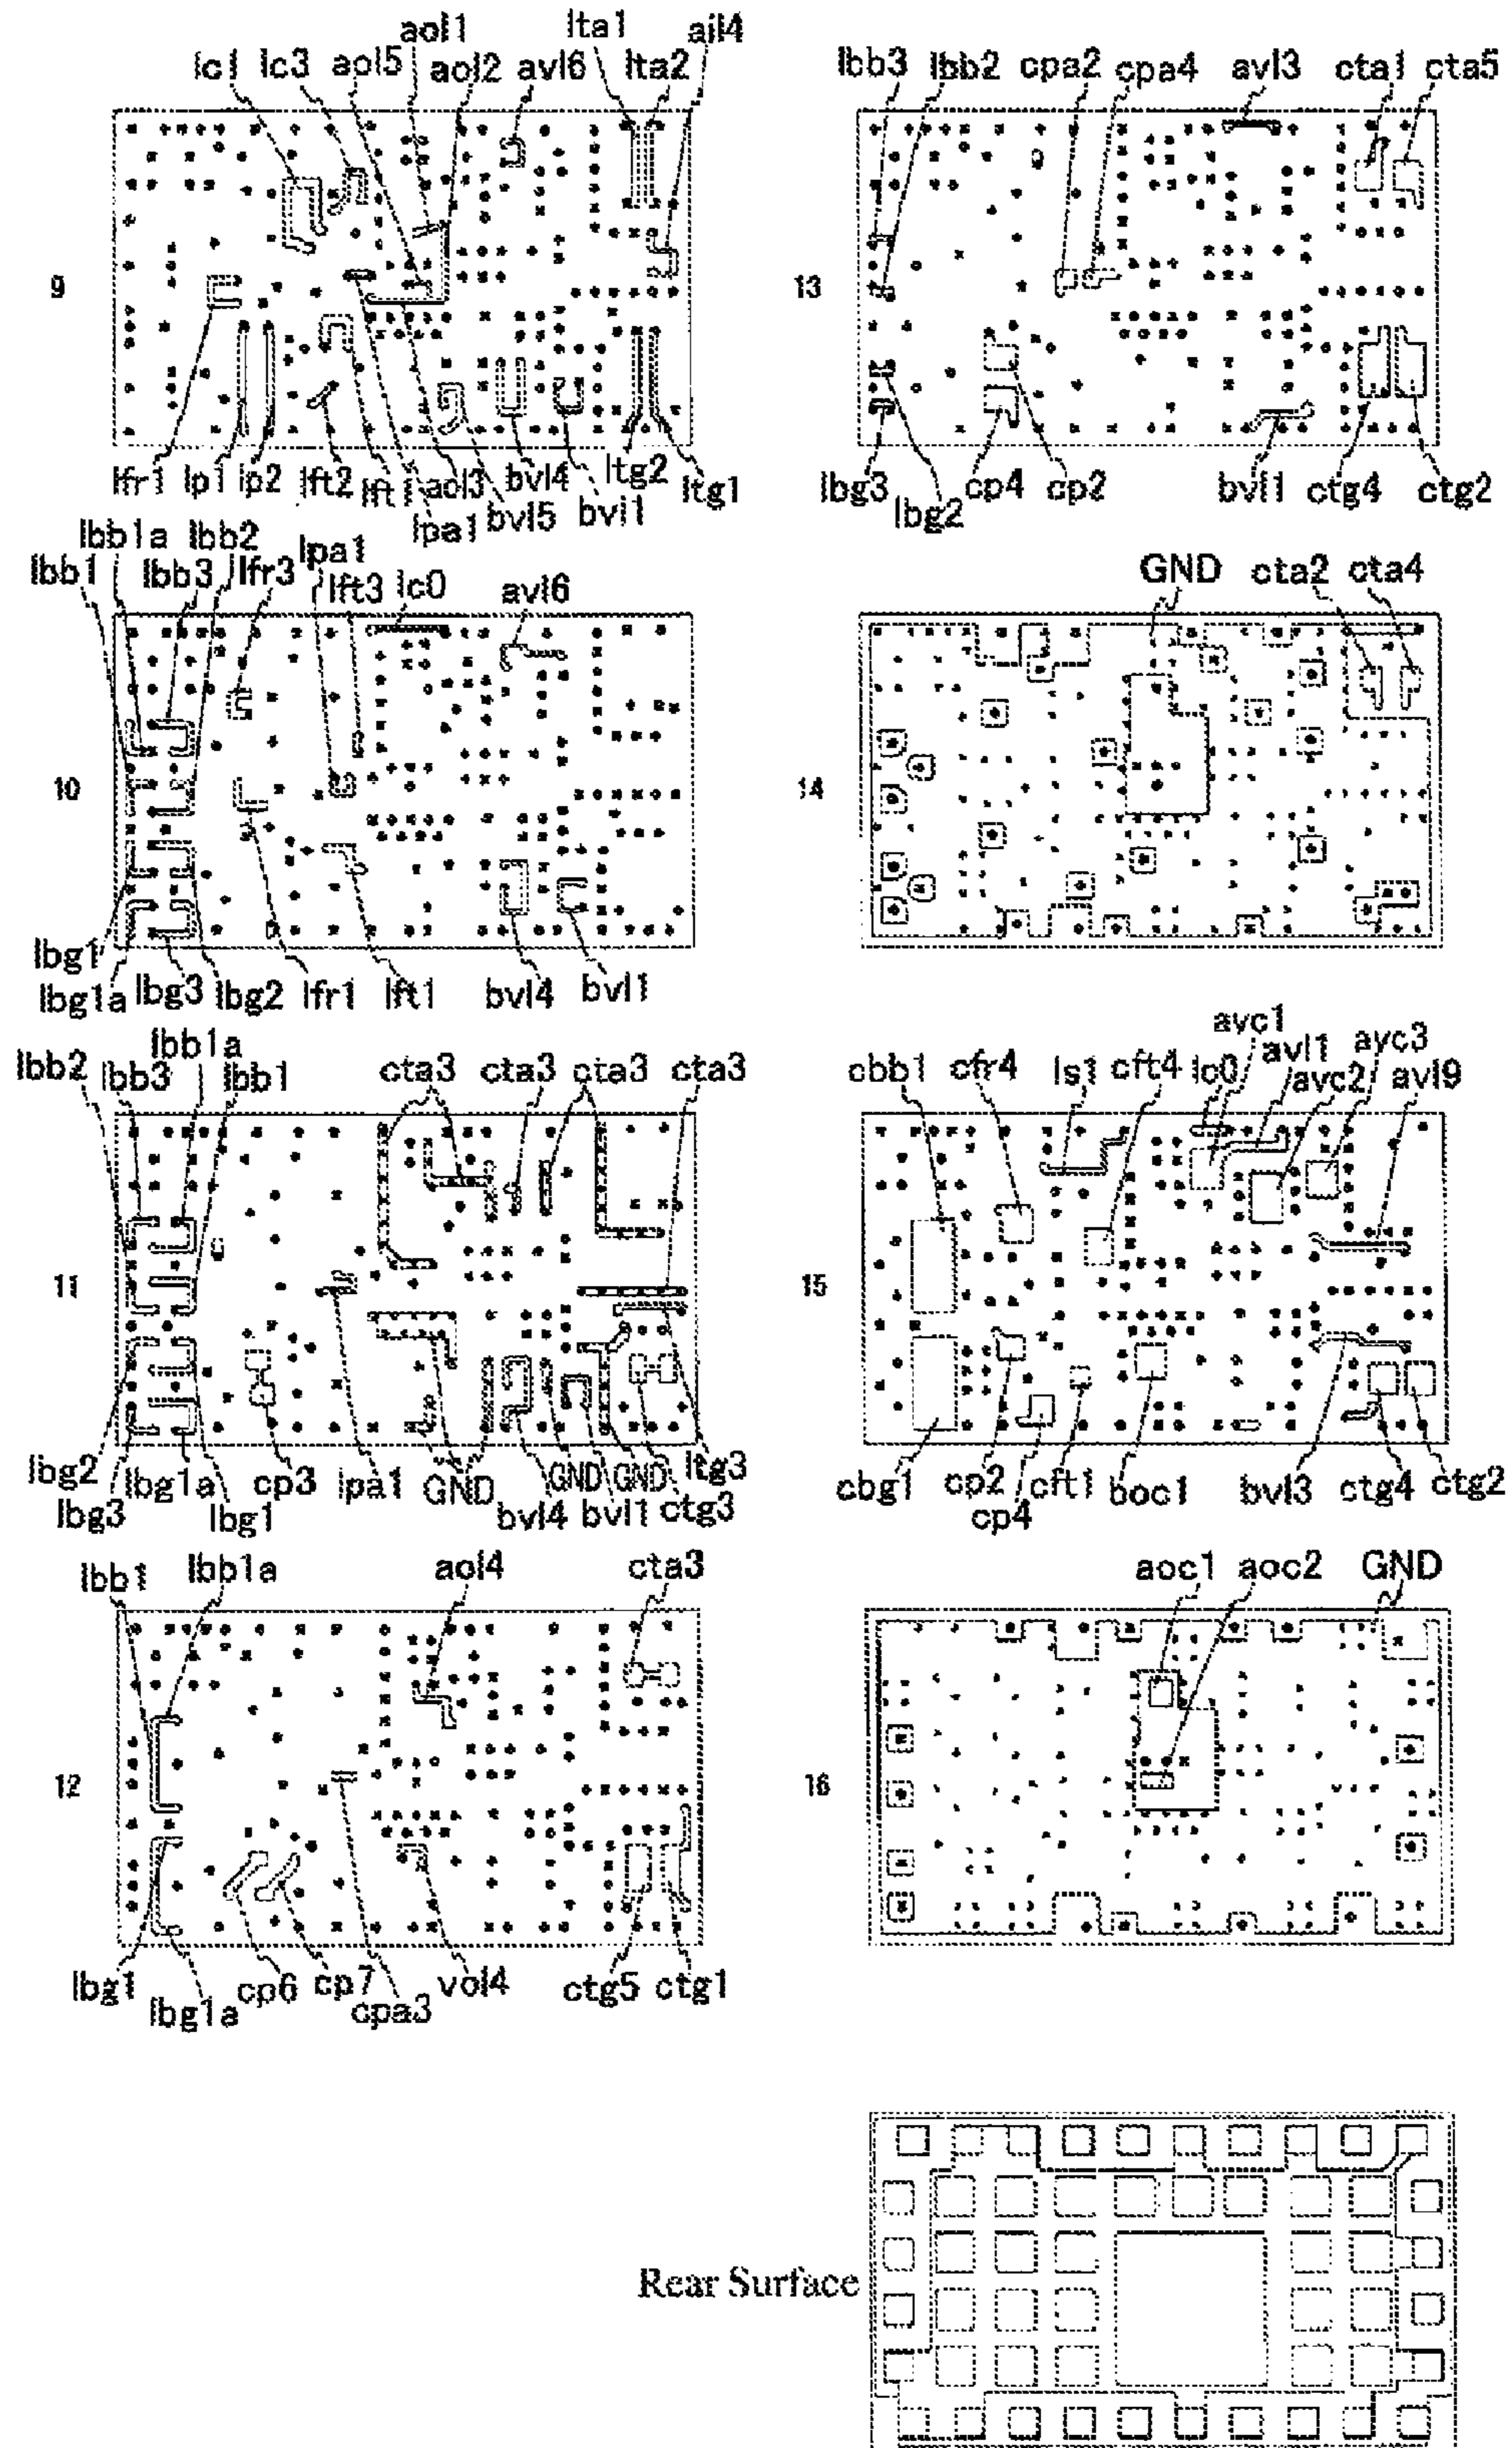 aol1 lta1 ail4
lc1 lc3 aol5 aol2 avl6 lta2
9
lfr1 lp1 lp2 lft2 lft1 aol3 bvl4 ltg2 ltg1
lpa1 bvl5 bvl1
lbb1a lbb2 lpa1
lbb1 lbb3 lfr3 lft3 lc0 avl6
10
lbg1
lbg1a lbg3 lbg2 lfr1 lft1 bvl4 bvl1
lbb1a
lbb2 lbb3 lbb1 cta3 cta3 cta3 cta3
11
lbg2 lbg1a cp3 lpa1 GND GND GND ltg3
lbg3 lbg1 bvl4 bvl1 ctg3
lbb1 lbb1a aol4 cta3
12
lbg1 cp6 cp7 vol4 ctg5 ctg1
lbg1a cpa3
lbb3 lbb2 cpa2 cpa4 avl3 cta1 cta5
13
lbg3 cp4 cp2 bvl1 ctg4 ctg2
lbg2
GND cta2 cta4
14
avc1
cbb1 cfr4 ls1 cft4 lc0 avl1 avc2 avc3 avl9
15
cbg1 cp2 cft1 boc1 bvl3 ctg4 ctg2
cp4
aoc1 aoc2 GND
16
Rear Surface